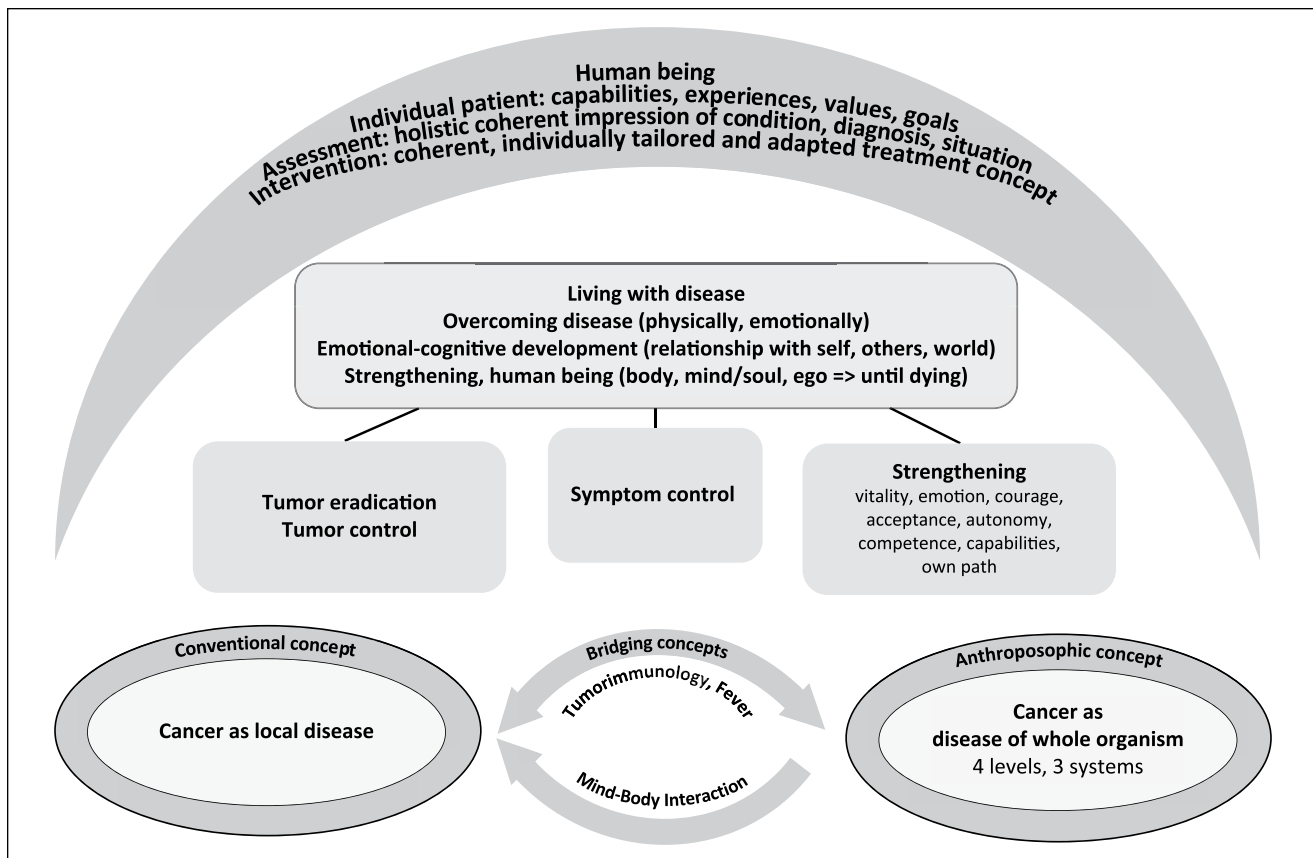 Human being
Individual patient: capabilities, experiences, values, goals
Assessment: holistic coherent impression of condition, diagnosis, situation
Intervention: coherent, individually tailored and adapted treatment concept
Living with disease
Overcoming disease (physically, emotionally)
Emotional-cognitive development (relationship with self, others, world)
Strengthening, human being (body, mind/soul, ego => until dying)
Tumor eradication
Tumor control
Symptom control
Strengthening
vitality, emotion, courage,
acceptance, autonomy,
competence, capabilities,
own path
Conventional concept
Cancer as local disease
Bridging concepts
Tumorimmunology, Fever
Mind-Body Interaction
Anthroposophic concept
Cancer as
disease of whole organism
4 levels, 3 systems